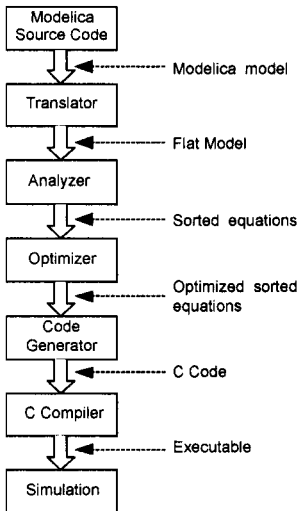 Modelica
Source Code
Modelica model
Translator
Flat Model
Analyzer
Sorted equations
Optimizer
Optimized sorted
equations
Code
Generator
C Code
C Compiler
Executable
Simulation